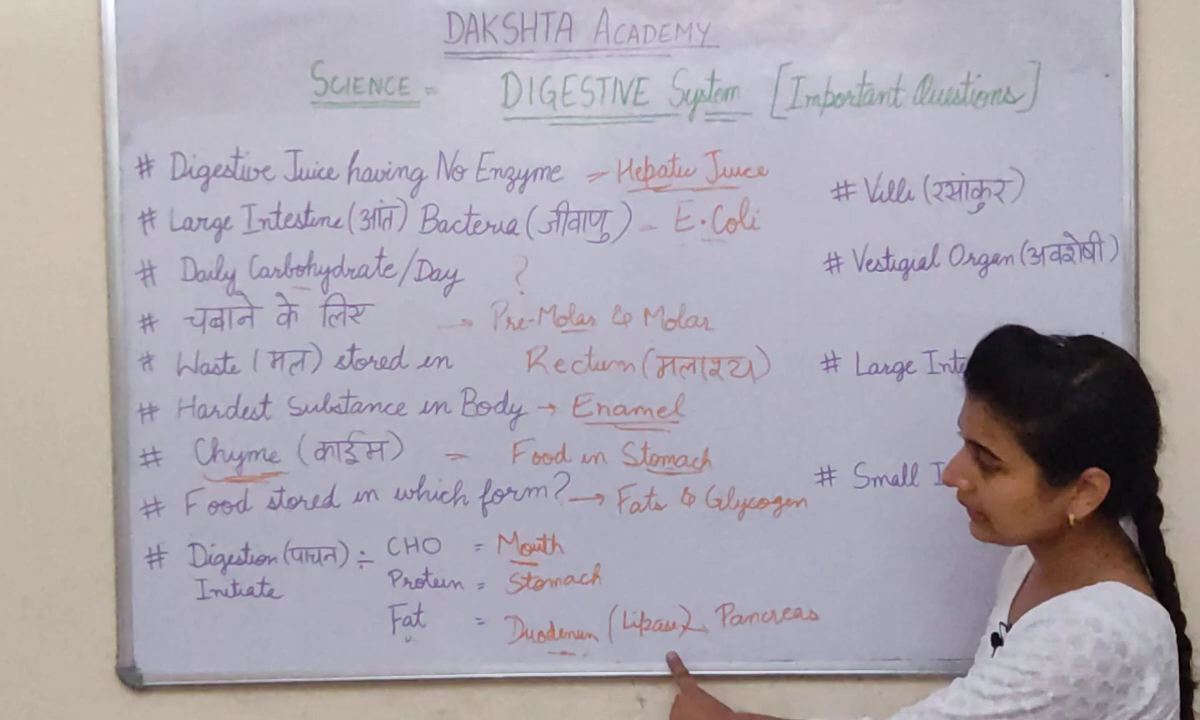 DAKSHTA ACADEMY
SCIENCE = DIGESTIVE System [Important Questions]
# Digestive Juice having No Enzyme - Hepatic Juice
# Large Intestine (आंत) Bacteria (जीवाणु) - E.Coli
# Daily Carbohydrate/Day ?
# चबाने के लिए → Pre-Molar & Molar
# Waste (मल) stored in Rectum (मलाश्य)
# Hardest Substance in Body → Enamel
# Chyme (काईम) = Food in Stomach
# Food stored in which form? → Fats & Glycogen
# Digestion (पाचन) ÷ CHO = Mouth
Initiate Protein = Stomach
Fat = Duodenum (Lipase) Pancreas
# Villi (रसांकुर)
# Vestigial Organ (अवशेषी)
# Large Inte
# Small I